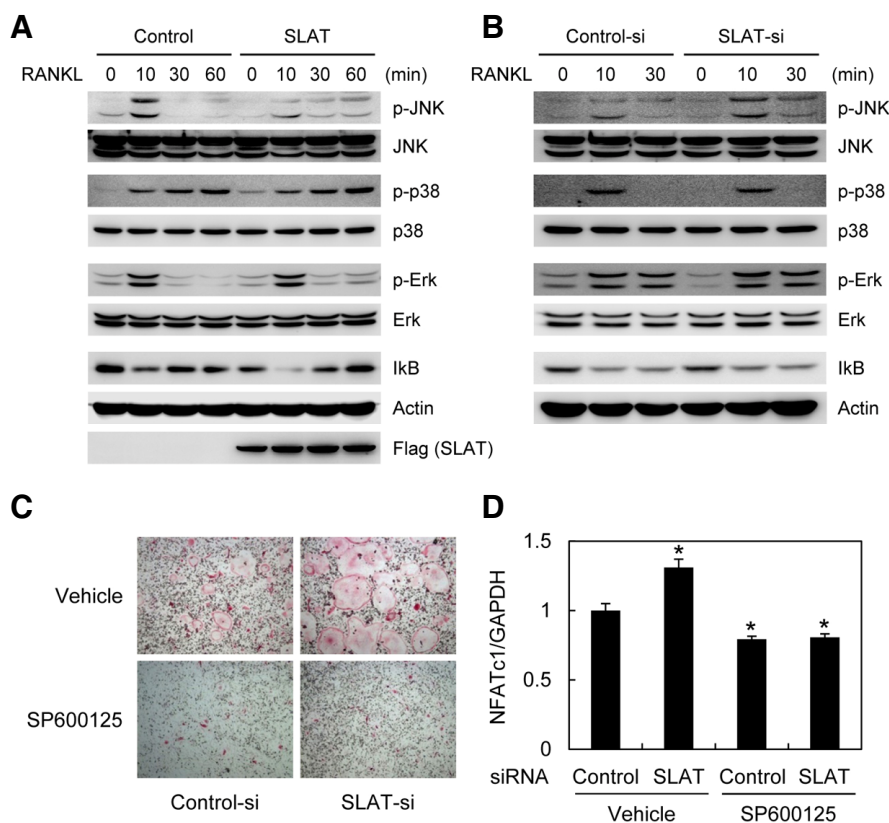 A
Control SLAT
RANKL 0 10 30 60 0 10 30 60 (min)
p-JNK
JNK
p-p38
p38
p-Erk
Erk
IkB
Actin
Flag (SLAT)
B
Control-si SLAT-si
RANKL 0 10 30 0 10 30 (min)
p-JNK
JNK
p-p38
p38
p-Erk
Erk
IkB
Actin
C
Vehicle
SP600125
Control-si SLAT-si
D
NFATc1/GAPDH
1.5
1
0.5
0
* * *
siRNA Control SLAT Control SLAT
Vehicle SP600125